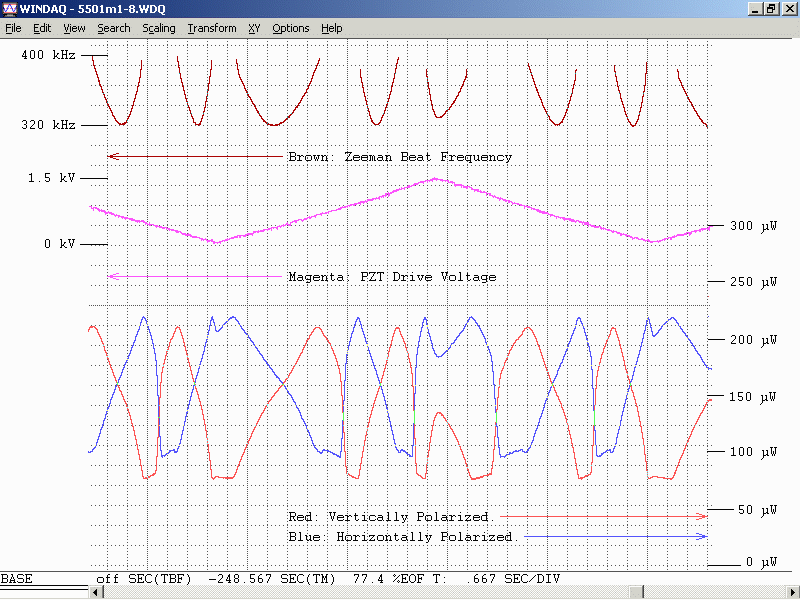 WINDAQ - 5501m1-8.WDQ
File Edit View Search Scaling Transform XY Options Help
400 kHz
320 kHz
Brown: Zeeman Beat Frequency
1.5 kV
300 µW
0 kV
Magenta: PZT Drive Voltage
250 µW
200 µW
150 µW
100 µW
50 µW
Red: Vertically Polarized.
Blue: Horizontally Polarized.
0 µW
BASE off SEC(TBF) -248.567 SEC(TM) 77.4 %EOF T: .667 SEC/DIV